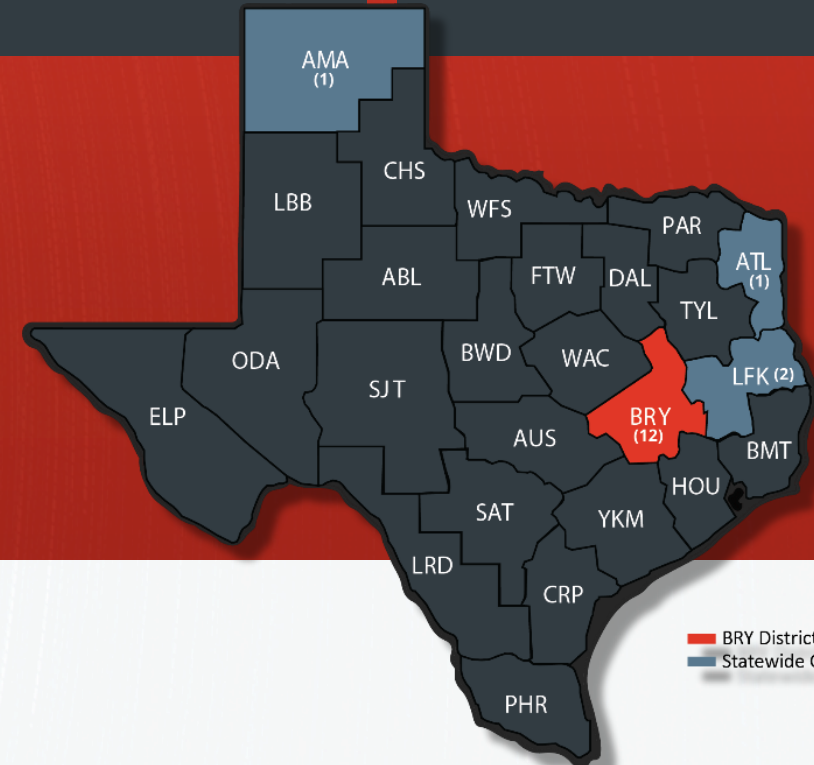 AMA
(1)
CHS
LBB
WFS
PAR
ATL
(1)
ABL
FTW
DAL
TYL
ODA
BWD
WAC
LFK (2)
SJT
ELP
BRY
(12)
AUS
BMT
HOU
SAT
YKM
LRD
CRP
BRY District
Statewide
PHR